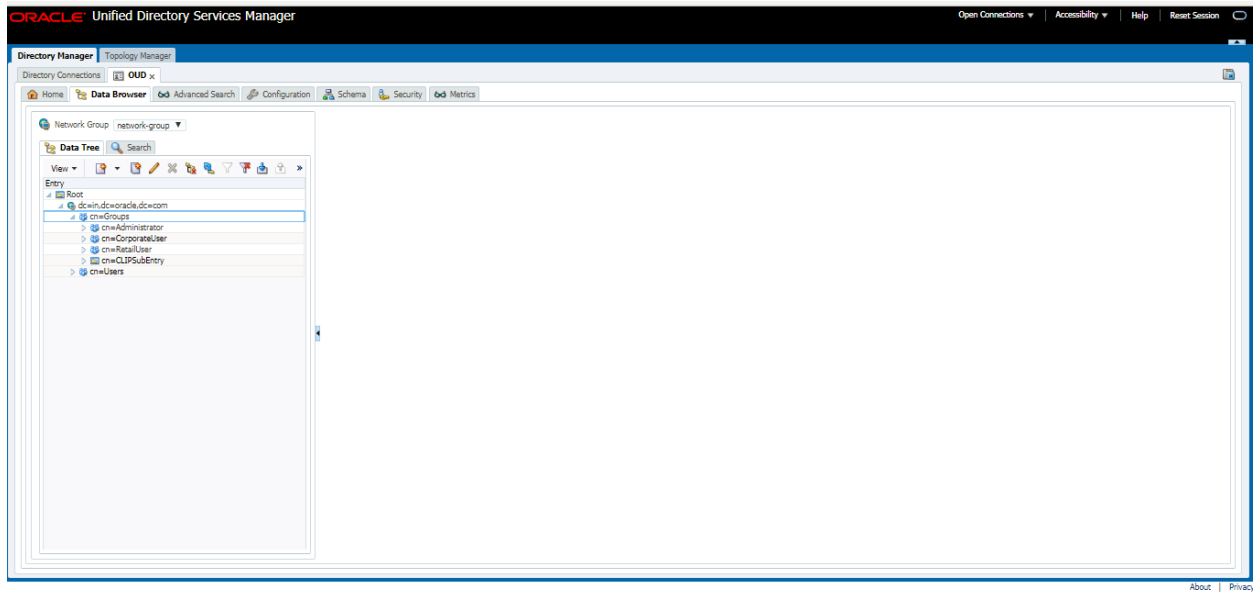 ORACLE Unified Directory Services Manager Open Connections Accessibility Help Reset Session
Directory Manager Topology Manager
Directory Connections OUD x
Home Data Browser Advanced Search Configuration Schema Security Metrics
Network Group network-group
Data Tree Search
View »
Entry
Root
dc=in,dc=oracle,dc=com
cn=Groups
cn=Administrator
cn=CorporateUser
cn=RetailUser
cn=CLIPSubEntry
cn=Users
About Privacy